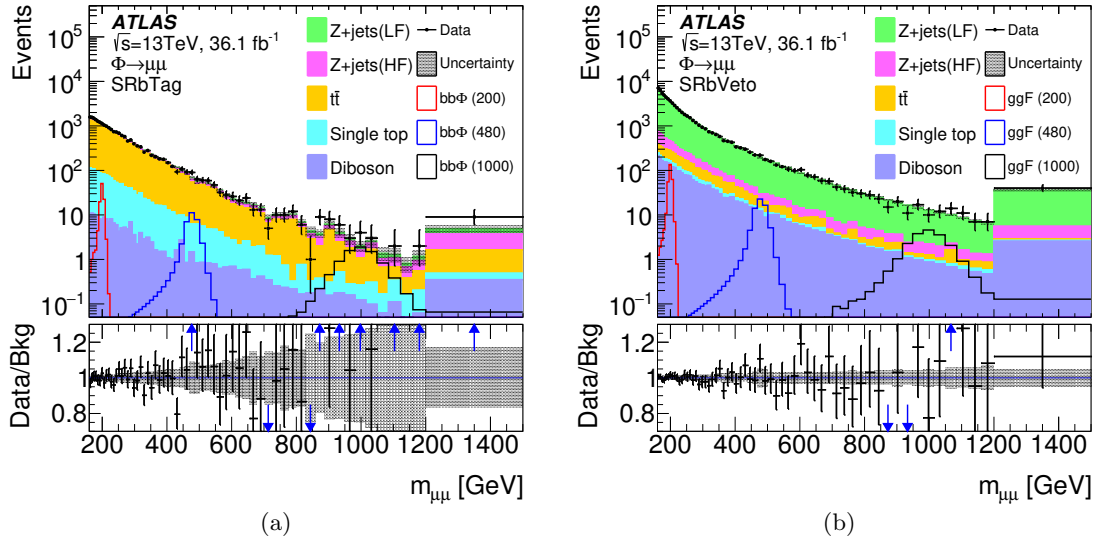 Events
10⁵
10⁴
10³
10²
10
1
10⁻¹
ATLAS
√s=13TeV, 36.1 fb⁻¹
Φ→μμ
SRbTag
Z+jets(LF)
Z+jets(HF)
tt̄
Single top
Diboson
Data
Uncertainty
bbΦ (200)
bbΦ (480)
bbΦ (1000)
Data/Bkg
1.2
1
0.8
200 400 600 800 1000 1200 1400
m_μμ [GeV]
(a)
Events
10⁵
10⁴
10³
10²
10
1
10⁻¹
ATLAS
√s=13TeV, 36.1 fb⁻¹
Φ→μμ
SRbVeto
Z+jets(LF)
Z+jets(HF)
tt̄
Single top
Diboson
Data
Uncertainty
ggF (200)
ggF (480)
ggF (1000)
Data/Bkg
1.2
1
0.8
200 400 600 800 1000 1200 1400
m_μμ [GeV]
(b)